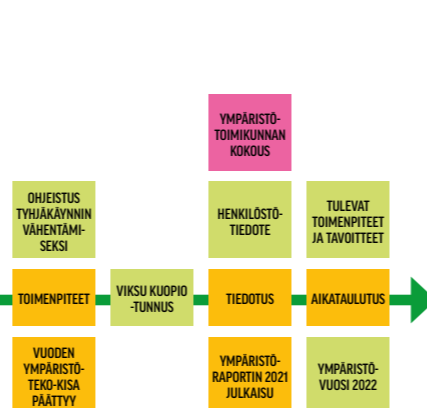 YMPÄRISTÖ-
TOIMIKUNNAN
KOKOUS
OHJEISTUS
TYHJÄKÄYNNIN
VÄHENTÄMI-
SEKSI
HENKILÖSTÖ-
TIEDOTE
TULEVAT
TOIMENPITEET
JA TAVOITTEET
TOIMENPITEET
VIKSU KUOPIO
-TUNNUS
TIEDOTUS
AIKATAULUTUS
VUODEN
YMPÄRISTÖ-
TEKO-KISA
PÄÄTTYY
YMPÄRISTÖ-
RAPORTIN 2021
JULKAISU
YMPÄRISTÖ-
VUOSI 2022